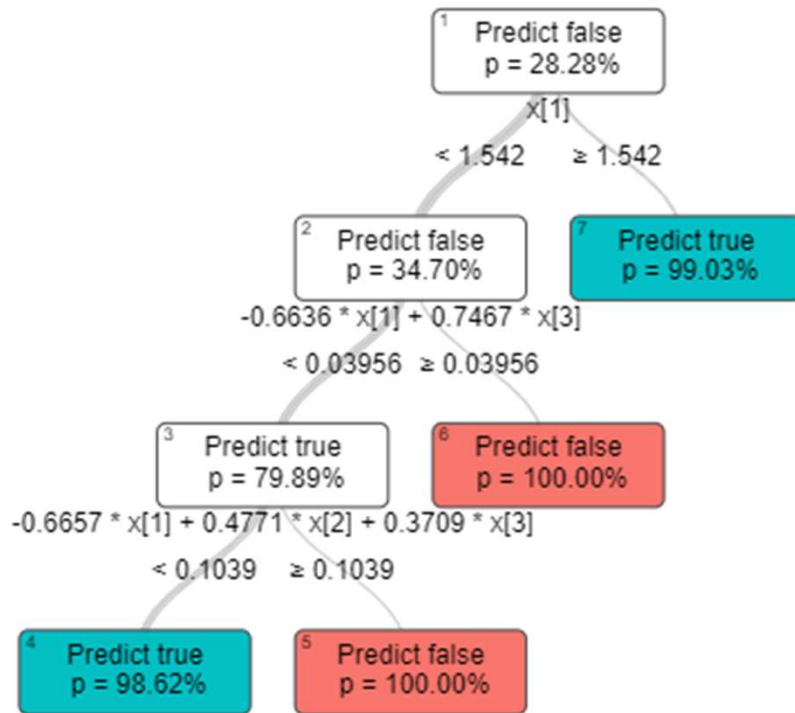 1
Predict false
p = 28.28%
x[1]
< 1.542 ≥ 1.542
2
Predict false
p = 34.70%
7
Predict true
p = 99.03%
-0.6636 * x[1] + 0.7467 * x[3]
< 0.03956 ≥ 0.03956
3
Predict true
p = 79.89%
6
Predict false
p = 100.00%
-0.6657 * x[1] + 0.4771 * x[2] + 0.3709 * x[3]
< 0.1039 ≥ 0.1039
4
Predict true
p = 98.62%
5
Predict false
p = 100.00%